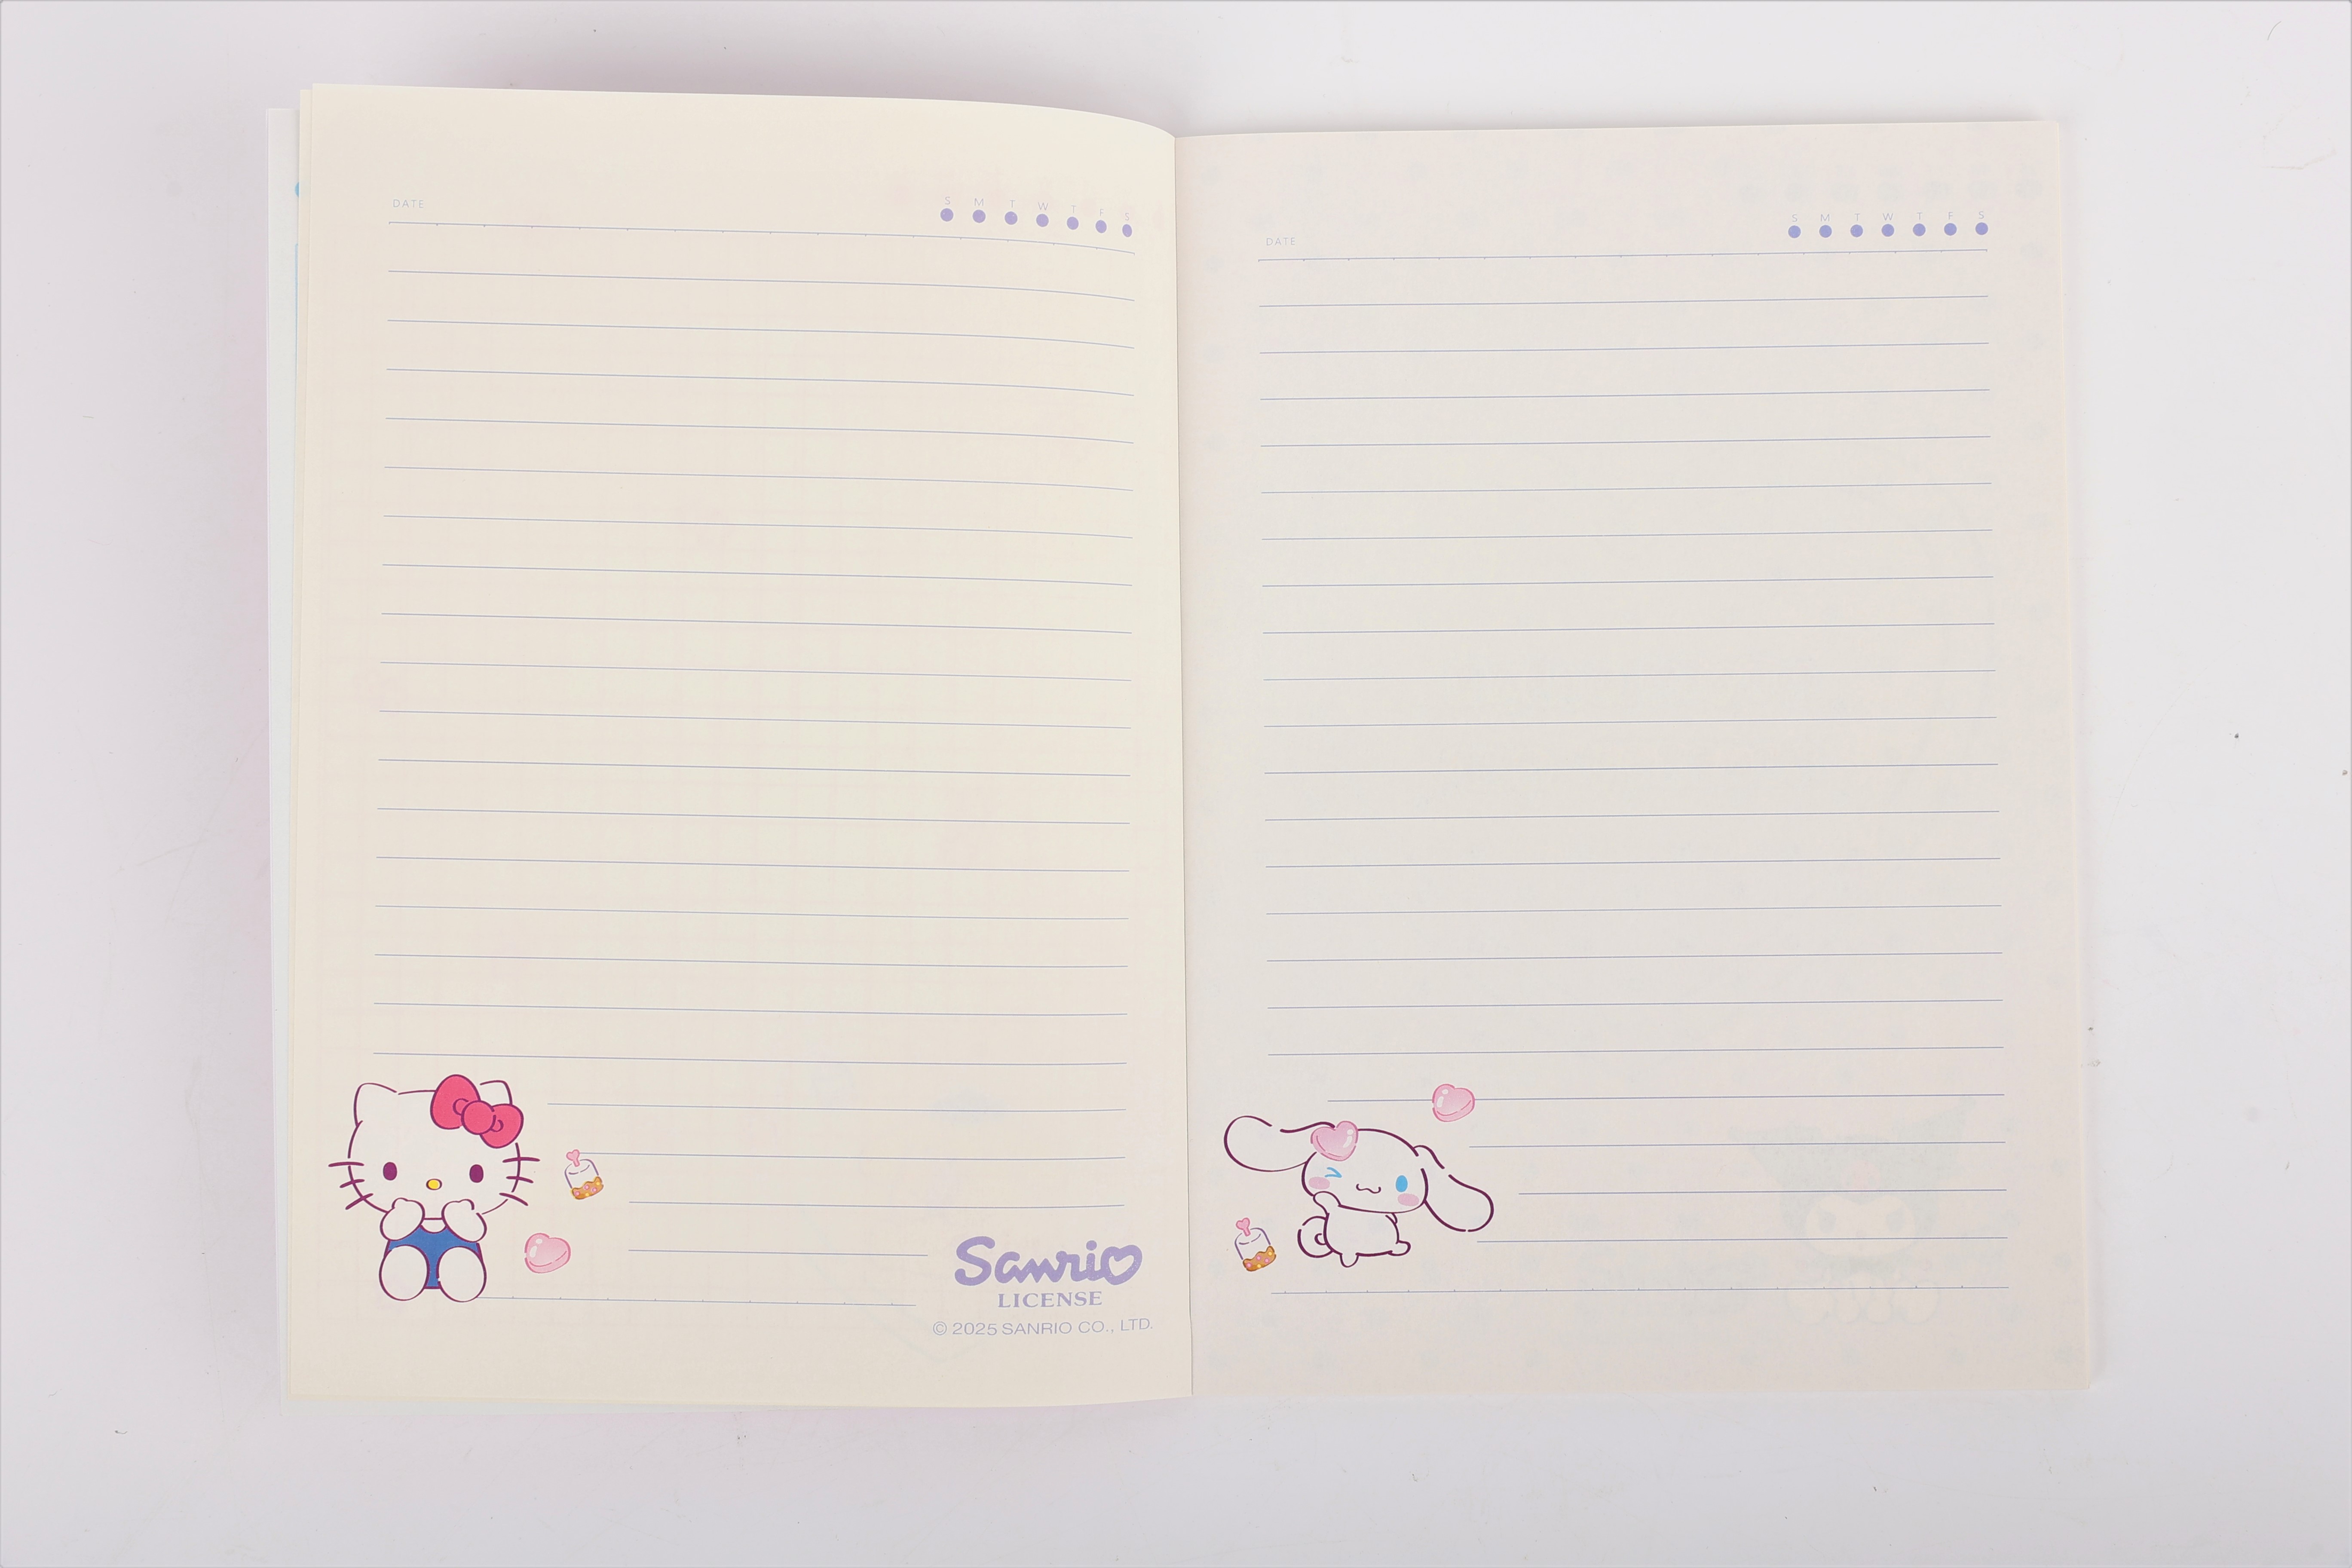 DATE
S M T W T F S
Sanrio
LICENSE
© 2025 SANRIO CO., LTD.
DATE
S M T W T F S